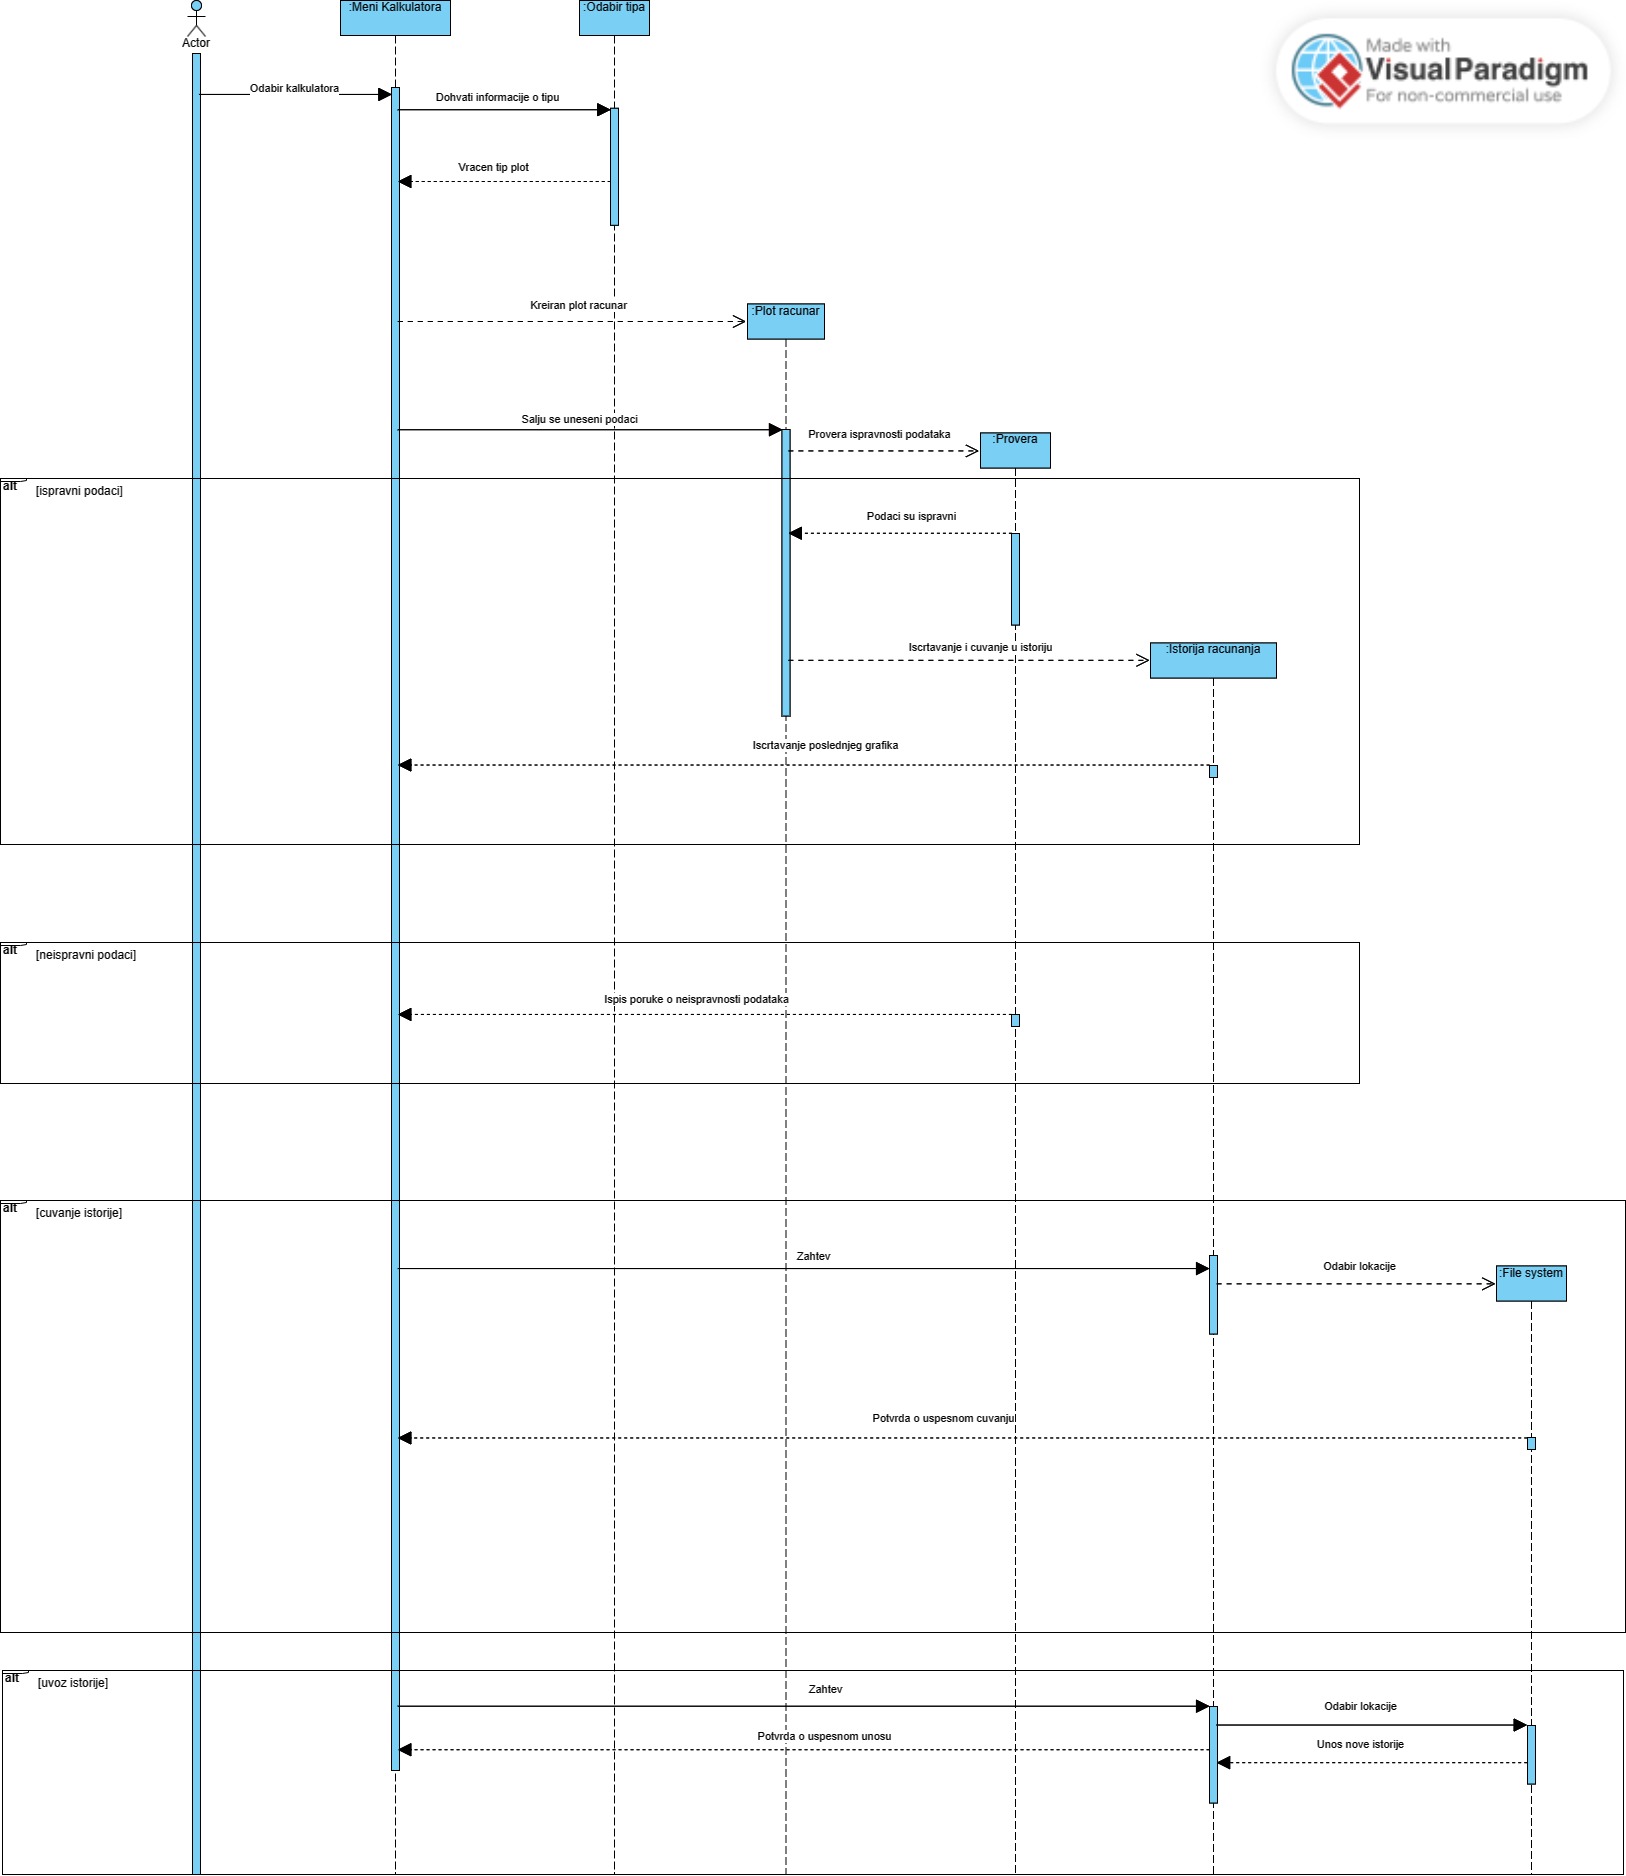 :Meni Kalkulatora
:Odabir tipa
Made with
Visual Paradigm
For non-commercial use
Actor
Odabir kalkulatora
Dohvati informacije o tipu
Vracen tip plot
Kreiran plot racunar
:Plot racunar
Salju se uneseni podaci
Provera ispravnosti podataka
:Provera
alt
[ispravni podaci]
Podaci su ispravni
Iscrtavanje i cuvanje u istoriju
:Istorija racunanja
Iscrtavanje poslednjeg grafika
alt
[neispravni podaci]
Ispis poruke o neispravnosti podataka
alt
[cuvanje istorije]
Zahtev
Odabir lokacije
:File system
Potvrda o uspesnom cuvanju
alt
[uvoz istorije]
Zahtev
Odabir lokacije
Potvrda o uspesnom unosu
Unos nove istorije